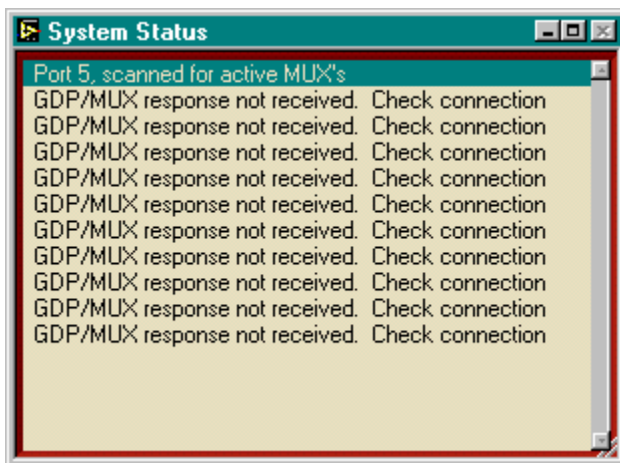 System Status
Port 5, scanned for active MUX's
GDP/MUX response not received.  Check connection
GDP/MUX response not received.  Check connection
GDP/MUX response not received.  Check connection
GDP/MUX response not received.  Check connection
GDP/MUX response not received.  Check connection
GDP/MUX response not received.  Check connection
GDP/MUX response not received.  Check connection
GDP/MUX response not received.  Check connection
GDP/MUX response not received.  Check connection
GDP/MUX response not received.  Check connection